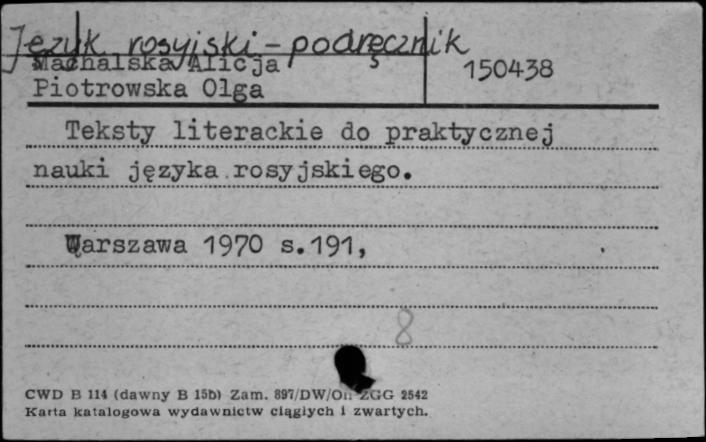 Język rosyjski - podręcznik
Machalska Alicja
150438
Piotrowska Olga
Teksty literackie do praktycznej
nauki języka rosyjskiego.
Warszawa 1970 s.191,
8
CWD B 114 (dawny B 15b) Zam. 897/DW/On ZGG 2542
Karta katalogowa wydawnictw ciągłych i zwartych.